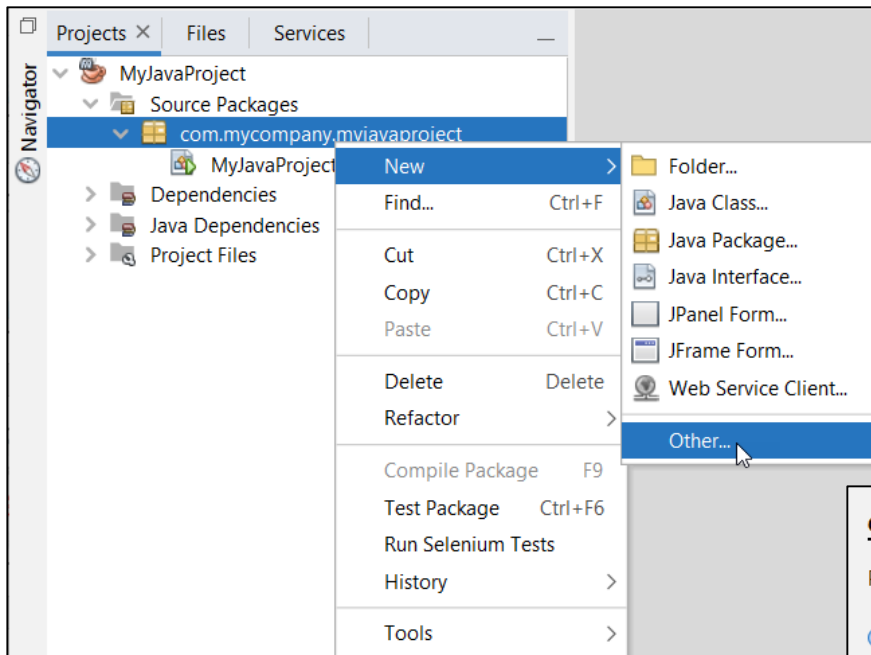 Projects Files Services
Navigator
MyJavaProject
Source Packages
com.mycompany.myjavaproject
MyJavaProject
Dependencies
Java Dependencies
Project Files
New
Find... Ctrl+F
Cut Ctrl+X
Copy Ctrl+C
Paste Ctrl+V
Delete Delete
Refactor
Compile Package F9
Test Package Ctrl+F6
Run Selenium Tests
History
Tools
Folder...
Java Class...
Java Package...
Java Interface...
JPanel Form...
JFrame Form...
Web Service Client...
Other...